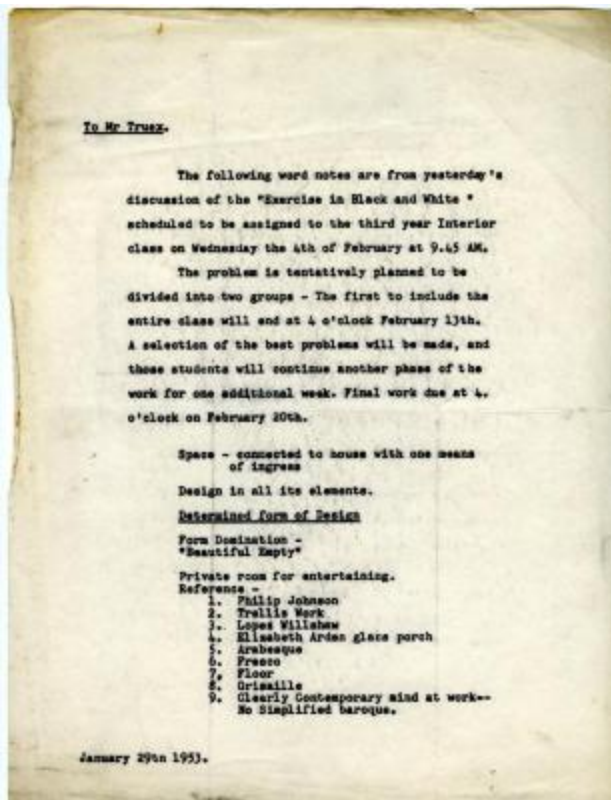 To Mr Truex.
The following word notes are from yesterday's
discussion of the "Exercise in Black and White "
scheduled to be assigned to the third year Interior
class on Wednesday the 4th of February at 9.45 AM.
The problem is tentatively planned to be
divided into two groups - The first to include the
entire class will end at 4 o'clock February 13th.
A selection of the best problems will be made, and
those students will continue another phase of the
work for one additional week. Final work due at 4.
o'clock on February 20th.
Space - connected to house with one means
of ingress
Design in all its elements.
Determined form of Design
Form Domination -
"Beautiful Empty"
Private room for entertaining.
Reference -
1. Philip Johnson
2. Trellis Work
3. Lopes Willshaw
4. Elizabeth Arden glass porch
5. Arabesque
6. Fresco
7. Floor
8. Grisaille
9. Clearly Contemporary mind at work--
No Simplified baroque.
January 29th 1953.